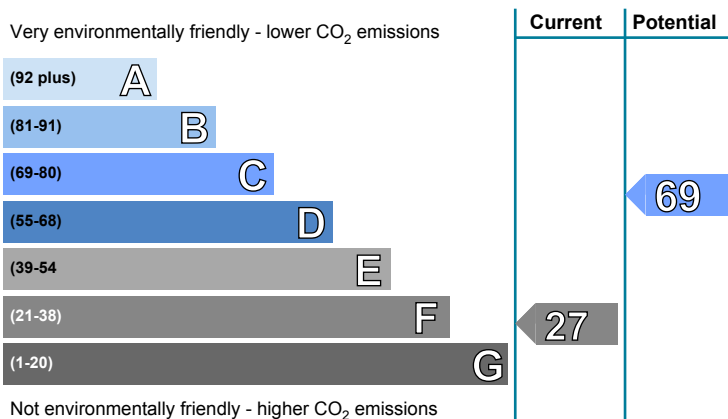 Very environmentally friendly - lower CO2 emissions
Current
Potential
(92 plus) A
(81-91) B
(69-80) C
69
(55-68) D
(39-54 E
(21-38) F
27
(1-20) G
Not environmentally friendly - higher CO2 emissions